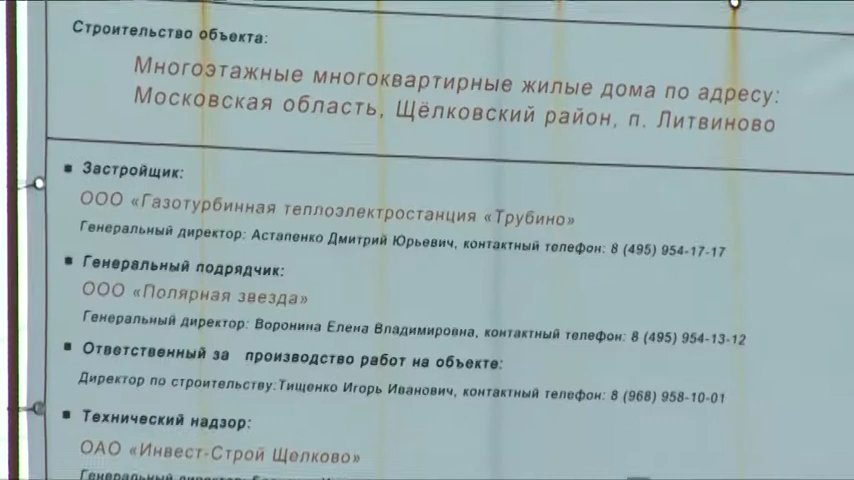 Строительство объекта:
Многоэтажные многоквартирные жилые дома по адресу:
Московская область, Щёлковский район, п. Литвиново
Застройщик:
ООО «Газотурбинная теплоэлектростанция «Трубино»
Генеральный директор: Астапенко Дмитрий Юрьевич, контактный телефон: 8 (495) 954-17-17
Генеральный подрядчик:
ООО «Полярная звезда»
Генеральный директор: Воронина Елена Владимировна, контактный телефон: 8 (495) 954-13-12
Ответственный за производство работ на объекте:
Директор по строительству: Тищенко Игорь Иванович, контактный телефон: 8 (968) 958-10-01
Технический надзор:
ОАО «Инвест-Строй Щелково»
Генеральный директор: